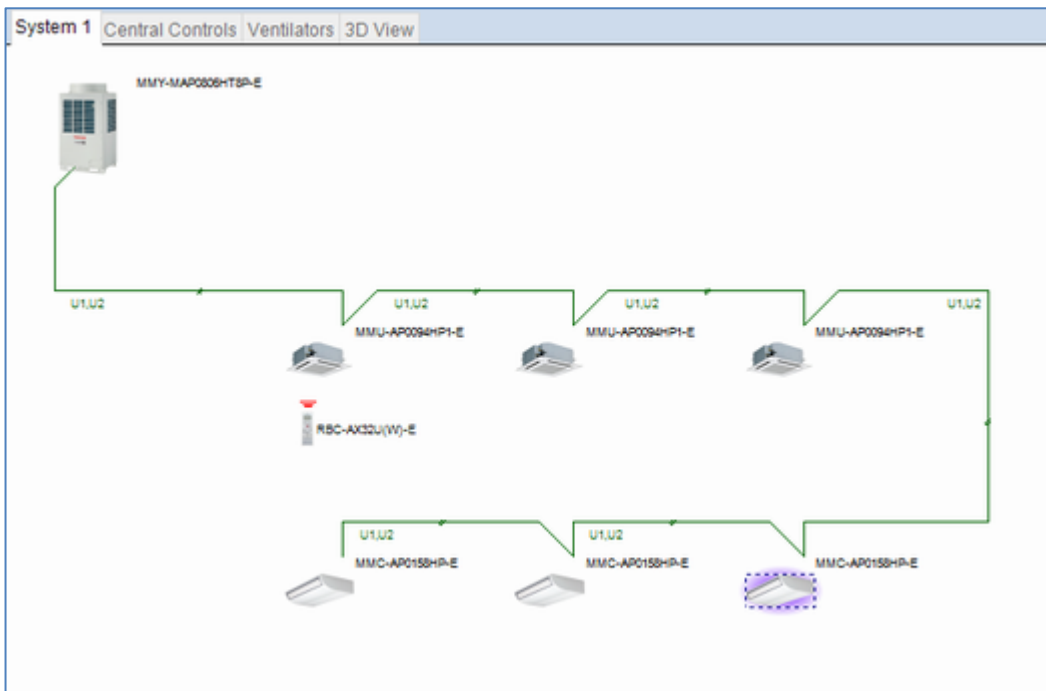 System 1 Central Controls Ventilators 3D View
MMY-MAP0806HT8P-E
U1,U2 U1,U2 U1,U2 U1,U2
MMU-AP0094HP1-E MMU-AP0094HP1-E MMU-AP0094HP1-E
RBC-AX32U(W)-E
U1,U2 U1,U2
MMC-AP0158HP-E MMC-AP0158HP-E MMC-AP0158HP-E